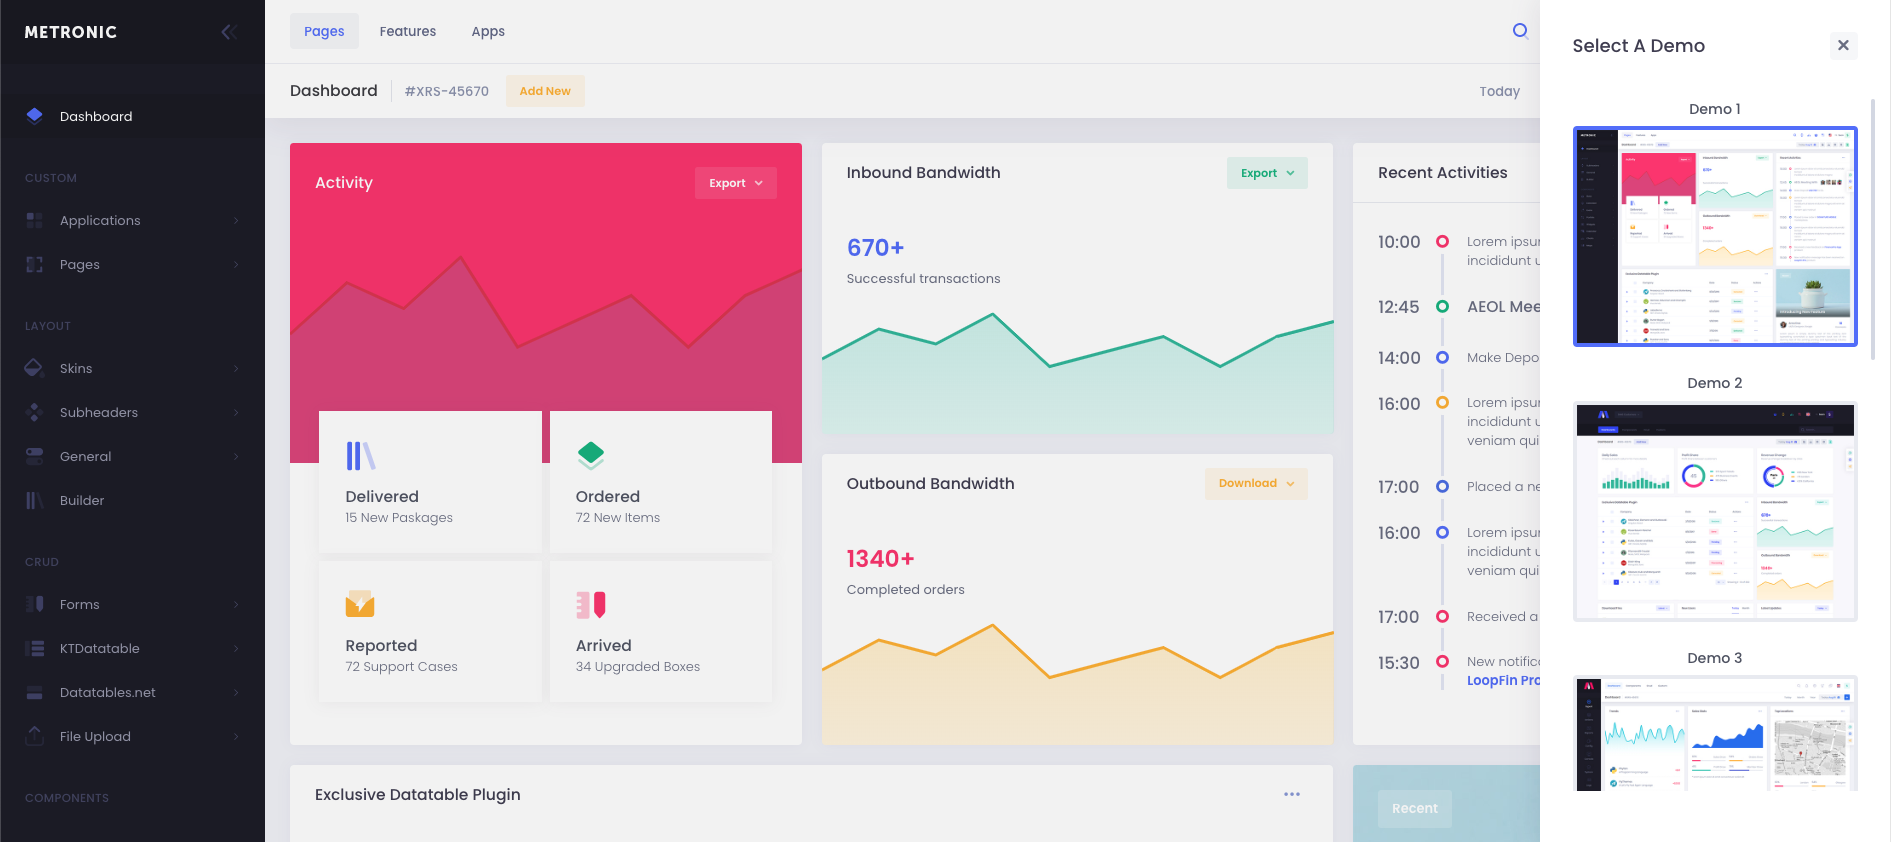 METRONIC
Dashboard
CUSTOM
Applications
Pages
LAYOUT
Skins
Subheaders
General
Builder
CRUD
Forms
KTDatatable
Datatables.net
File Upload
COMPONENTS
Pages Features Apps
Dashboard #XRS-45670 Add New Today
Activity Export
Delivered
15 New Paskages
Ordered
72 New Items
Reported
72 Support Cases
Arrived
34 Upgraded Boxes
Inbound Bandwidth Export
670+
Successful transactions
Outbound Bandwidth Download
1340+
Completed orders
Recent Activities
10:00 Lorem ipsu
incididunt u
12:45 AEOL Mee
14:00 Make Depo
16:00 Lorem ipsu
incididunt u
veniam qui
17:00 Placed a ne
16:00 Lorem ipsu
incididunt u
veniam qui
17:00 Received a
15:30 New notific
LoopFin Pro
Exclusive Datatable Plugin
Recent
Select A Demo
Demo 1
Demo 2
Demo 3